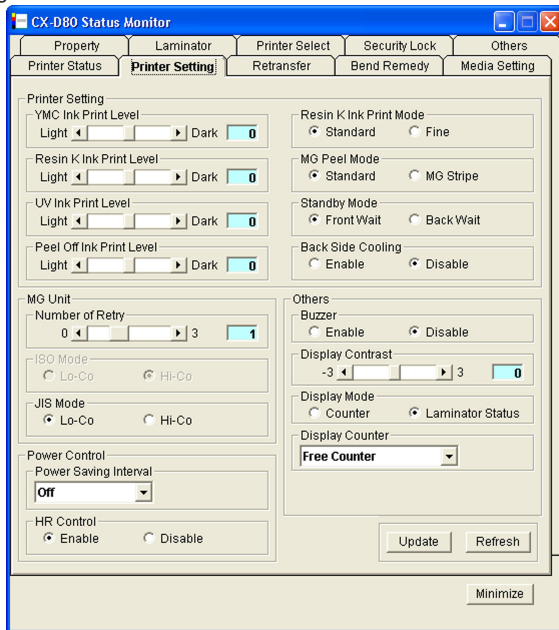 CX-D80 Status Monitor
Property Laminator Printer Select Security Lock Others
Printer Status Printer Setting Retransfer Bend Remedy Media Setting
Printer Setting
YMC Ink Print Level
Light Dark 0
Resin K Ink Print Level
Light Dark 0
UV Ink Print Level
Light Dark 0
Peel Off Ink Print Level
Light Dark 0
Resin K Ink Print Mode
Standard Fine
MG Peel Mode
Standard MG Stripe
Standby Mode
Front Wait Back Wait
Back Side Cooling
Enable Disable
MG Unit
Number of Retry
0 3 1
ISO Mode
Lo-Co Hi-Co
JIS Mode
Lo-Co Hi-Co
Others
Buzzer
Enable Disable
Display Contrast
-3 3 0
Display Mode
Counter Laminator Status
Display Counter
Free Counter
Power Control
Power Saving Interval
Off
HR Control
Enable Disable
Update Refresh
Minimize